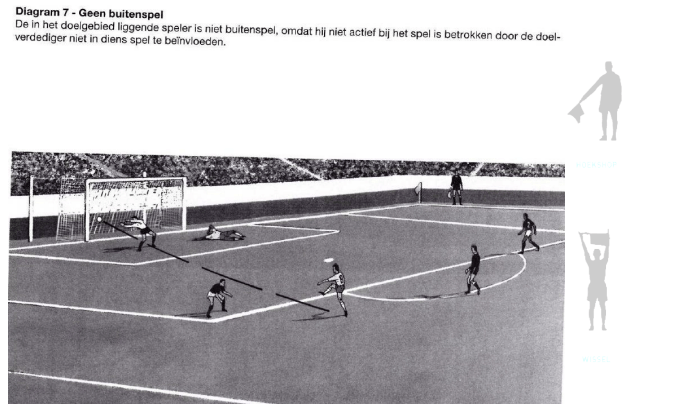 Diagram 7 - Geen buitenspel
De in het doelgebied liggende speler is niet buitenspel, omdat hij niet actief bij het spel is betrokken door de doel-
verdediger niet in diens spel te beïnvloeden.